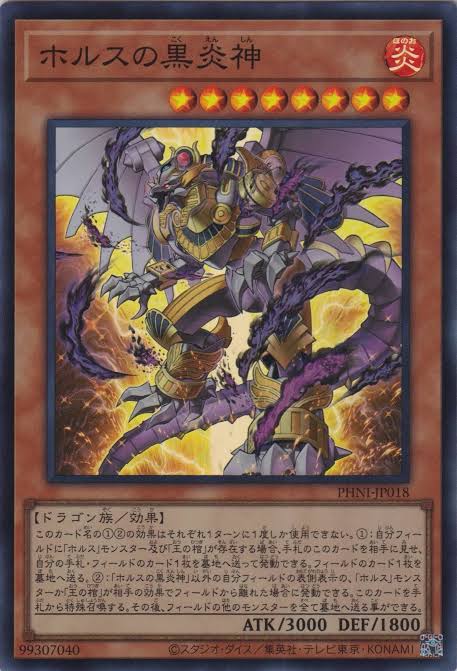 ホルスの黒炎神
炎
PHNI-JP018
【ドラゴン族／効果】
このカード名の①②の効果はそれぞれ1ターンに1度しか使用できない。①：自分フィ
ールドに「ホルス」モンスター及び「王の棺」が存在する場合、手札のこのカードを相手に見せ、
自分の手札・フィールドのカード1枚を墓地へ送って発動できる。フィールドのカード1枚を
墓地へ送る。②：「ホルスの黒炎神」以外の自分フィールドの表側表示の、「ホルス」モンス
ターか「王の棺」が相手の効果でフィールドから離れた場合に発動できる。このカードを手
札から特殊召喚する。その後、フィールドの他のモンスターを全て墓地へ送る事ができる。
ATK/3000 DEF/1800
99307040
©スタジオ・ダイス／集英社・テレビ東京・KONAMI